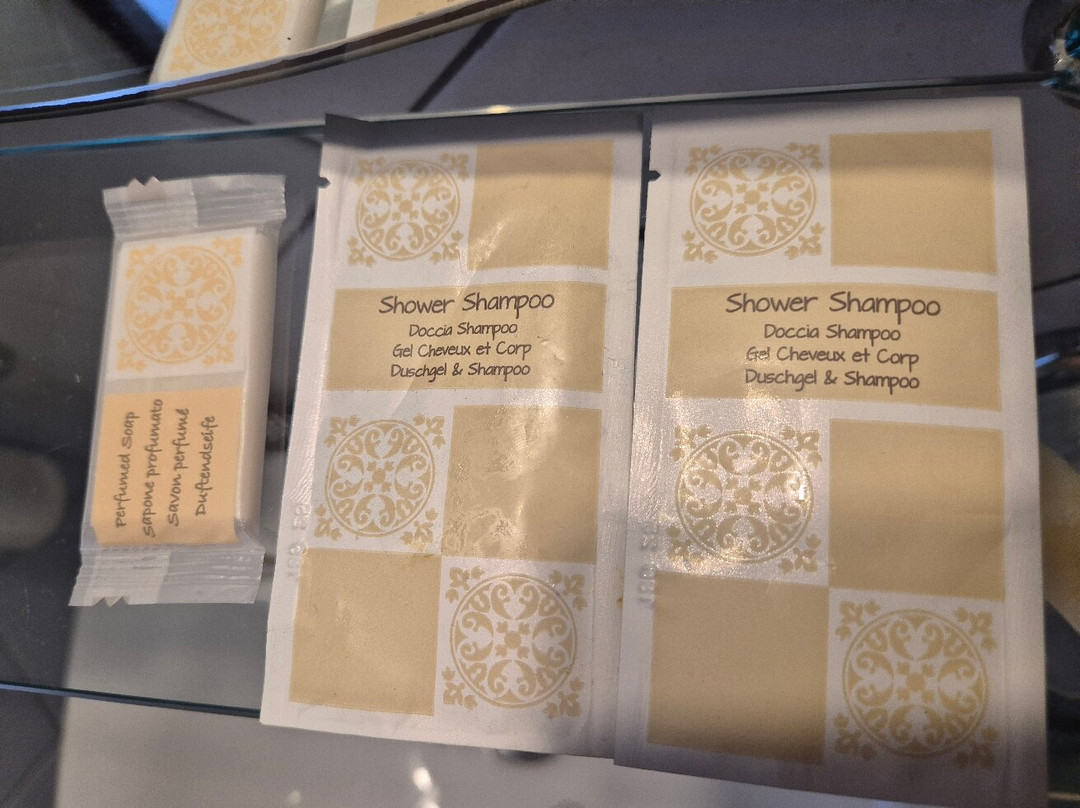 Perfumed Soap
Sapone profumato
Savon perfumé
Duftendseife
Shower Shampoo
Doccia Shampoo
Gel Cheveux et Corp
Duschgel & Shampoo
Shower Shampoo
Doccia Shampoo
Gel Cheveux et Corp
Duschgel & Shampoo